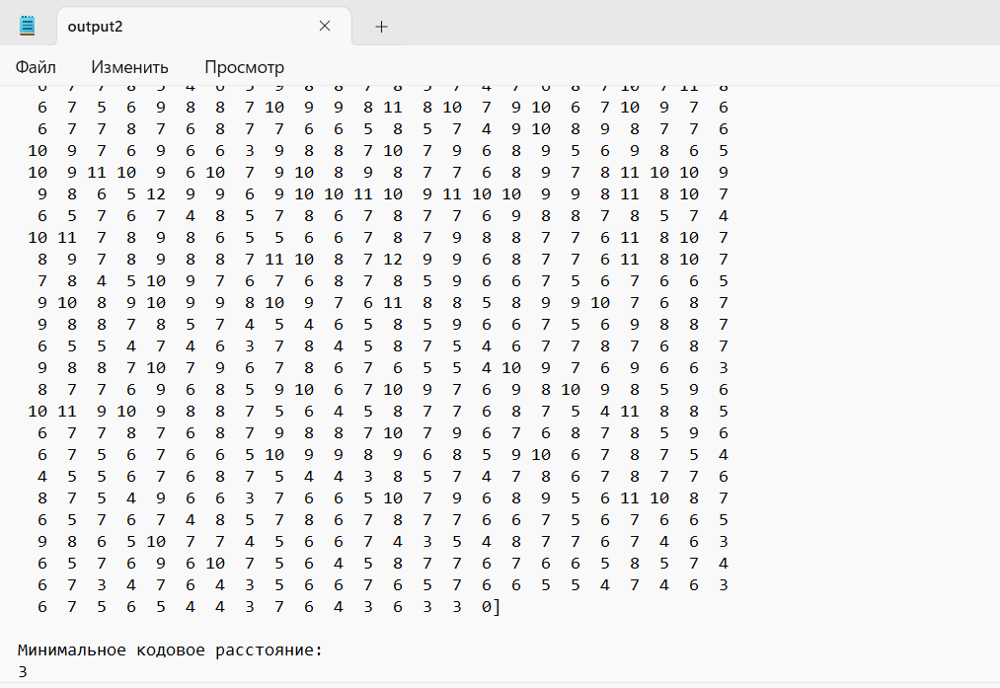 output2
Файл Изменить Просмотр
6 7 5 6 9 8 8 7 10 9 9 8 11 8 10 7 9 10 6 7 10 9 7 6
6 7 7 8 7 6 8 7 7 6 6 5 8 5 7 4 9 10 8 9 8 7 7 6
10 9 7 6 9 6 6 3 9 8 8 7 10 7 9 6 8 9 5 6 9 8 6 5
10 9 11 10 9 6 10 7 9 10 8 9 8 7 7 6 8 9 7 8 11 10 10 9
9 8 6 5 12 9 9 6 9 10 10 11 10 9 11 10 10 9 9 8 11 8 10 7
6 5 7 6 7 4 8 5 7 8 6 7 8 7 7 6 9 8 8 7 8 5 7 4
10 11 7 8 9 8 6 5 5 6 6 7 8 7 9 8 8 7 7 6 11 8 10 7
8 9 7 8 9 8 8 7 11 10 8 7 12 9 9 6 8 7 7 6 11 8 10 7
7 8 4 5 10 9 7 6 7 6 8 7 8 5 9 6 6 7 5 6 7 6 6 5
9 10 8 9 10 9 9 8 10 9 7 6 11 8 8 5 8 9 9 10 7 6 8 7
9 8 8 7 8 5 7 4 5 4 6 5 8 5 9 6 6 7 5 6 9 8 8 7
6 5 5 4 7 4 6 3 7 8 4 5 8 7 5 4 6 7 7 8 7 6 8 7
9 8 8 7 10 7 9 6 7 8 6 7 6 5 5 4 10 9 7 6 9 6 6 3
8 7 7 6 9 6 8 5 9 10 6 7 10 9 7 6 9 8 10 9 8 5 9 6
10 11 9 10 9 8 8 7 5 6 4 5 8 7 7 6 8 7 5 4 11 8 8 5
6 7 7 8 7 6 8 7 9 8 8 7 10 7 9 6 7 6 8 7 8 5 9 6
6 7 5 6 7 6 6 5 10 9 9 8 9 6 8 5 9 10 6 7 8 7 5 4
4 5 5 6 7 6 8 7 5 4 4 3 8 5 7 4 7 8 6 7 8 7 7 6
8 7 5 4 9 6 6 3 7 6 6 5 10 7 9 6 8 9 5 6 11 10 8 7
6 5 7 6 7 4 8 5 7 8 6 7 8 7 7 6 6 7 5 6 7 6 6 5
9 8 6 5 10 7 7 4 5 6 6 7 4 3 5 4 8 7 7 6 7 4 6 3
6 5 7 6 9 6 10 7 5 6 4 5 8 7 7 6 7 6 6 5 8 5 7 4
6 7 3 4 7 6 4 3 5 6 6 7 6 5 7 6 6 5 5 4 7 4 6 3
6 7 5 6 5 4 4 3 7 6 4 3 6 3 3 0]
Минимальное кодовое расстояние:
3